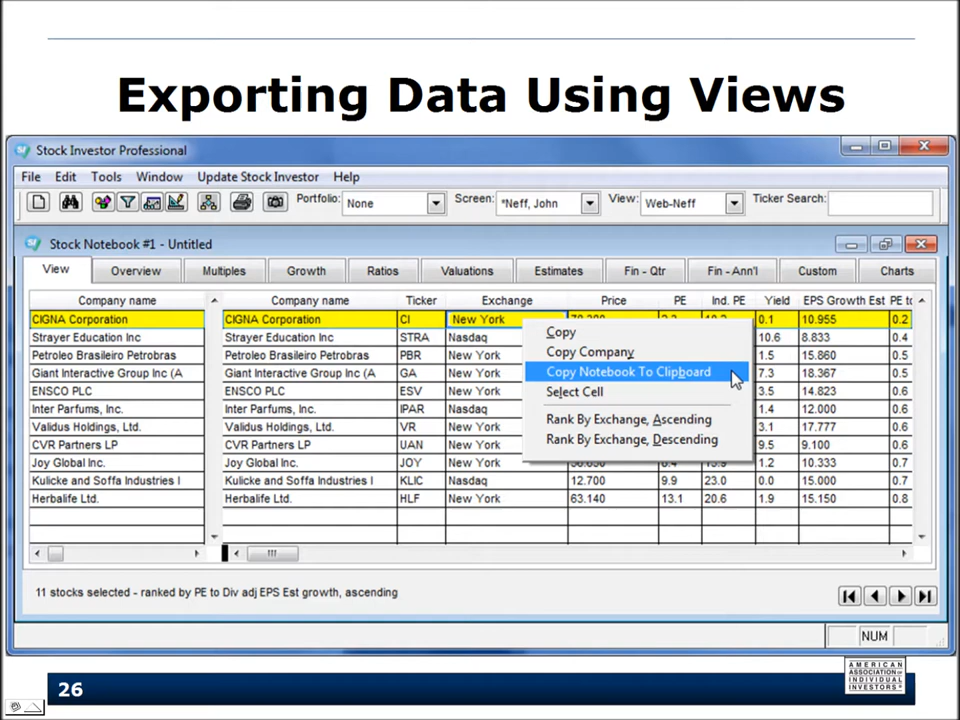 Exporting Data Using Views
Stock Investor Professional
File Edit Tools Window Update Stock Investor Help
Portfolio: None Screen: *Neff, John View: Web-Neff Ticker Search:
Stock Notebook #1 - Untitled
View Overview Multiples Growth Ratios Valuations Estimates Fin - Qtr Fin - Ann'l Custom Charts
Company name Company name Ticker Exchange Price PE Ind. PE Yield EPS Growth Est PE to
CIGNA Corporation CIGNA Corporation CI New York 0.1 10.955 0.2
Strayer Education Inc Strayer Education Inc STRA Nasdaq Copy 10.6 8.833 0.4
Petroleo Brasileiro Petrobras Petroleo Brasileiro Petrobras PBR New York Copy Company 1.5 15.860 0.4
Giant Interactive Group Inc (A Giant Interactive Group Inc (A GA New York Copy Notebook To Clipboard 7.3 18.367 0.4
ENSCO PLC ENSCO PLC ESV New York Select Cell 3.1 14.823 0.6
Inter Parfums, Inc. Inter Parfums, Inc. IPAR Nasdaq 1.4 12.000 0.6
Validus Holdings, Ltd. Validus Holdings, Ltd. VR New York Rank By Exchange, Ascending 3.1 17.777 0.6
CVR Partners LP CVR Partners LP UAN New York Rank By Exchange, Descending 9.5 9.100 0.6
Joy Global Inc. Joy Global Inc. JOY New York 1.2 10.333 0.7
Kulicke and Soffa Industries I Kulicke and Soffa Industries I KLIC Nasdaq 12.700 9.9 23.0 0.0 15.000 0.7
Herbalife Ltd. Herbalife Ltd. HLF New York 63.140 13.1 20.6 1.9 15.150 0.8
11 stocks selected - ranked by PE to Div adj EPS Est growth, ascending
NUM
26
AMERICAN
ASSOCIATION of
INDIVIDUAL
INVESTORS®